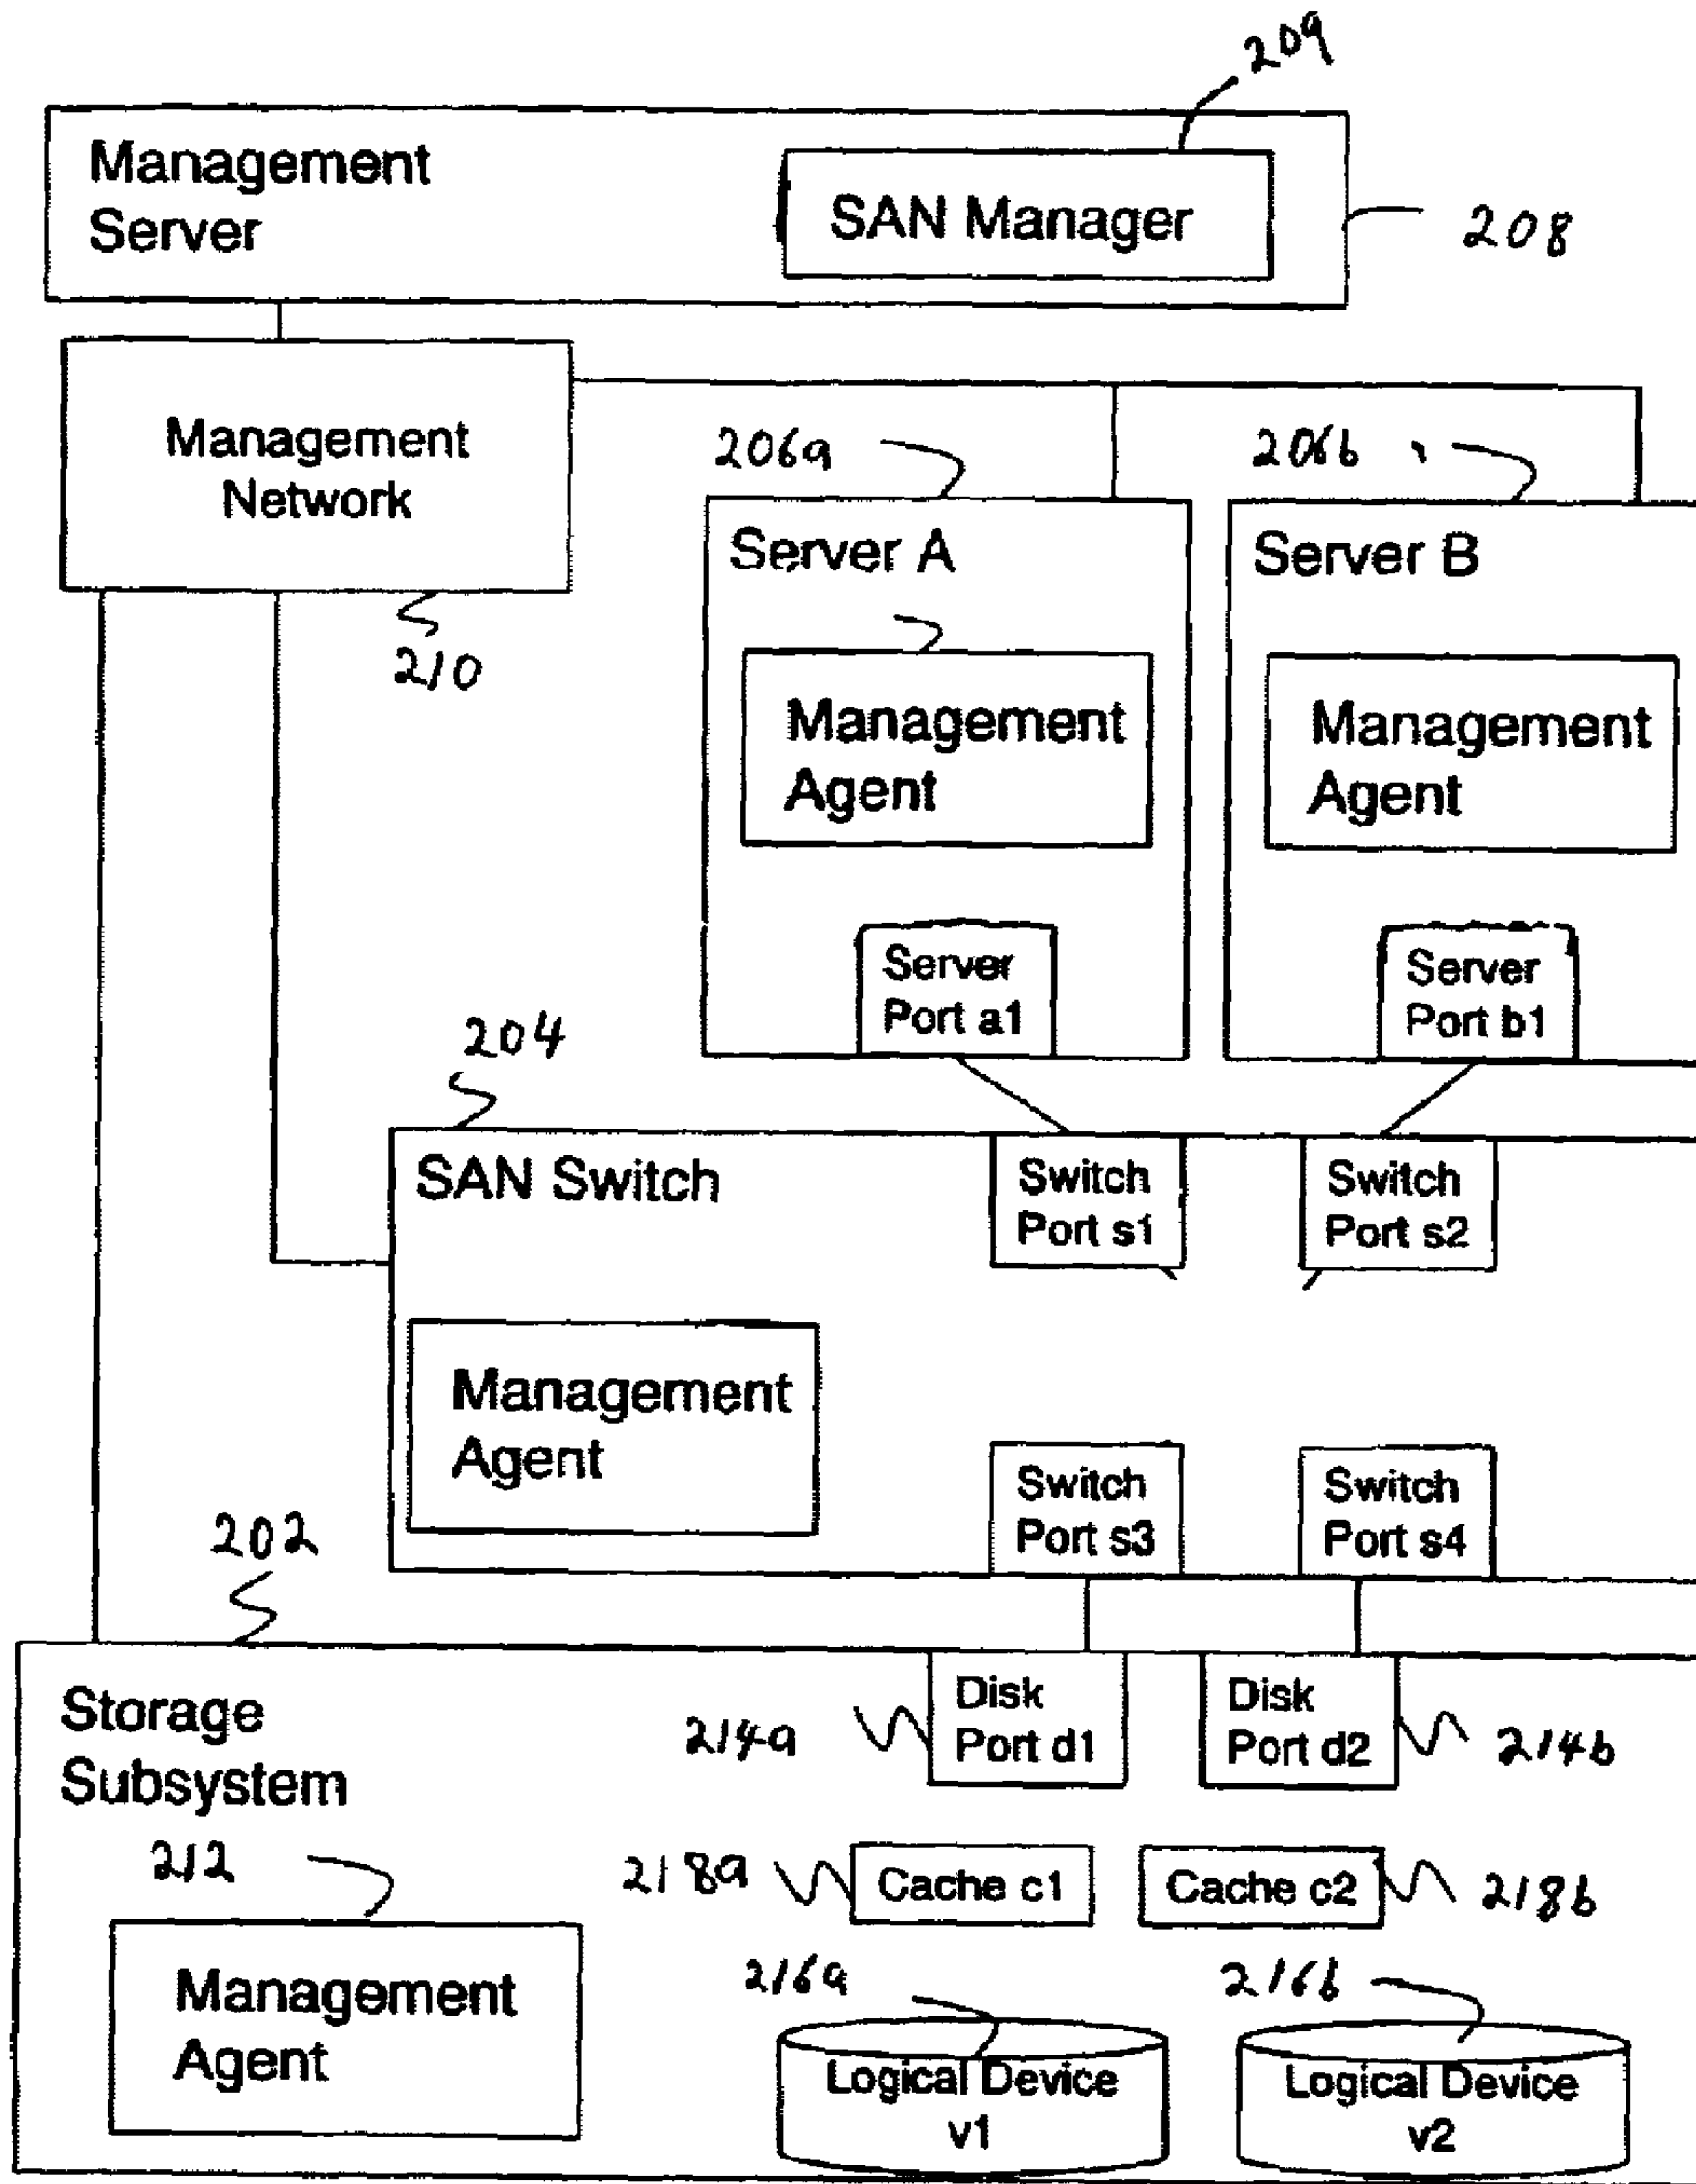 209
Management
Server
SAN Manager
208
Management
Network
206a
206b
Server A
Server B
210
Management
Agent
Management
Agent
Server
Port a1
Server
Port b1
204
SAN Switch
Switch
Port s1
Switch
Port s2
Management
Agent
Switch
Port s3
Switch
Port s4
202
Storage
Subsystem
214a
Disk
Port d1
Disk
Port d2
214b
212
218a
Cache c1
Cache c2
218b
216a
216b
Management
Agent
Logical Device
v1
Logical Device
v2